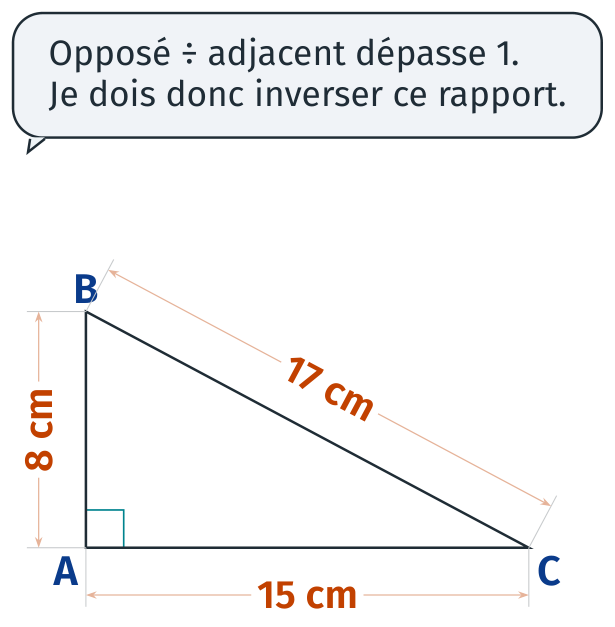 Opposé ÷ adjacent dépasse 1.
Je dois donc inverser ce rapport.
B
17 cm
8 cm
A
C
15 cm